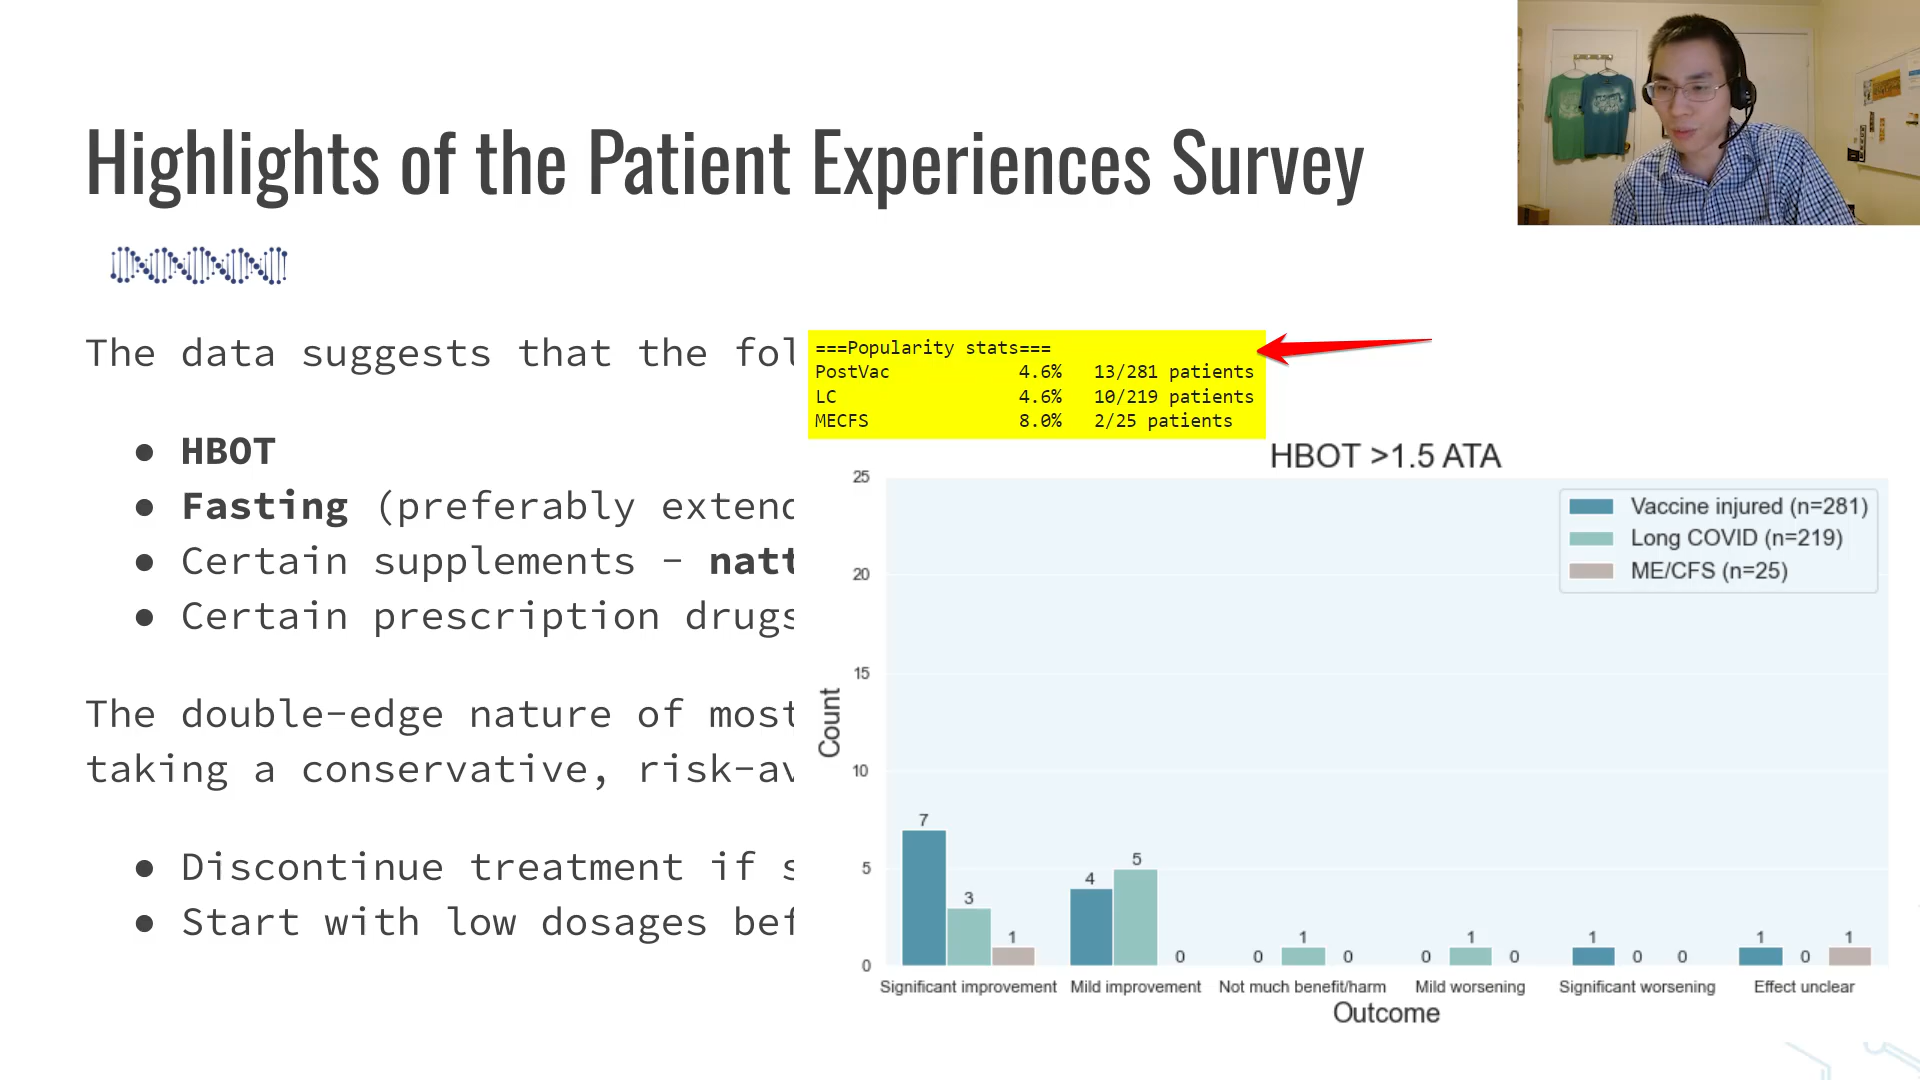 Highlights of the Patient Experiences Survey
The data suggests that the fol
● HBOT
● Fasting (preferably extend
● Certain supplements - natt
● Certain prescription drugs
The double-edge nature of most
taking a conservative, risk-av
● Discontinue treatment if s
● Start with low dosages bef
===Popularity stats===
PostVac 4.6% 13/281 patients
LC 4.6% 10/219 patients
MECFS 8.0% 2/25 patients
HBOT >1.5 ATA
Vaccine injured (n=281)
Long COVID (n=219)
ME/CFS (n=25)
Count
25
20
15
10
5
0
7 3 1
4 5 0
0 1 0
0 1 0
1 0 0
1 0 1
Significant improvement Mild improvement Not much benefit/harm Mild worsening Significant worsening Effect unclear
Outcome